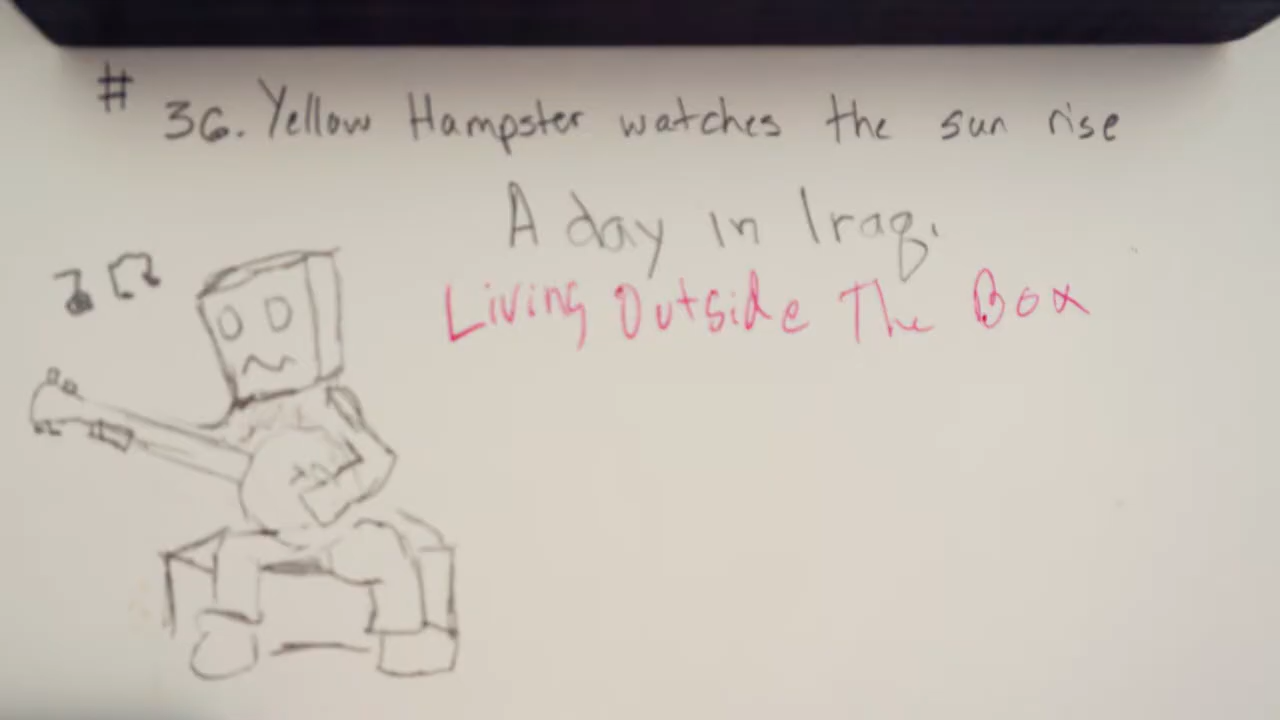 # 36. Yellow Hampster watches the sun rise
A day in Iraq.
Living Outside The Box